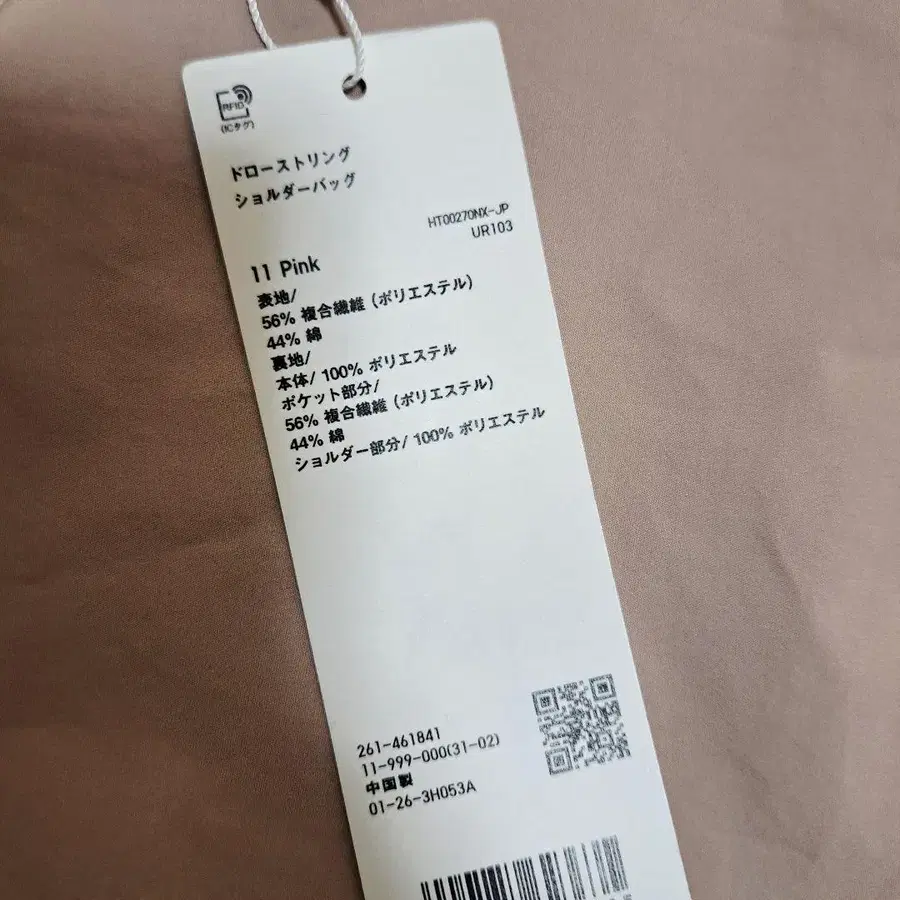 RFID
(ICタグ)
ドローストリング
ショルダーバッグ
HT00270NX-JP
UR103
11 Pink
表地/
56% 複合繊維 (ポリエステル)
44% 綿
裏地/
本体/ 100% ポリエステル
ポケット部分/
56% 複合繊維 (ポリエステル)
44% 綿
ショルダー部分/ 100% ポリエステル
261-461841
11-999-000(31-02)
中国製
01-26-3H053A